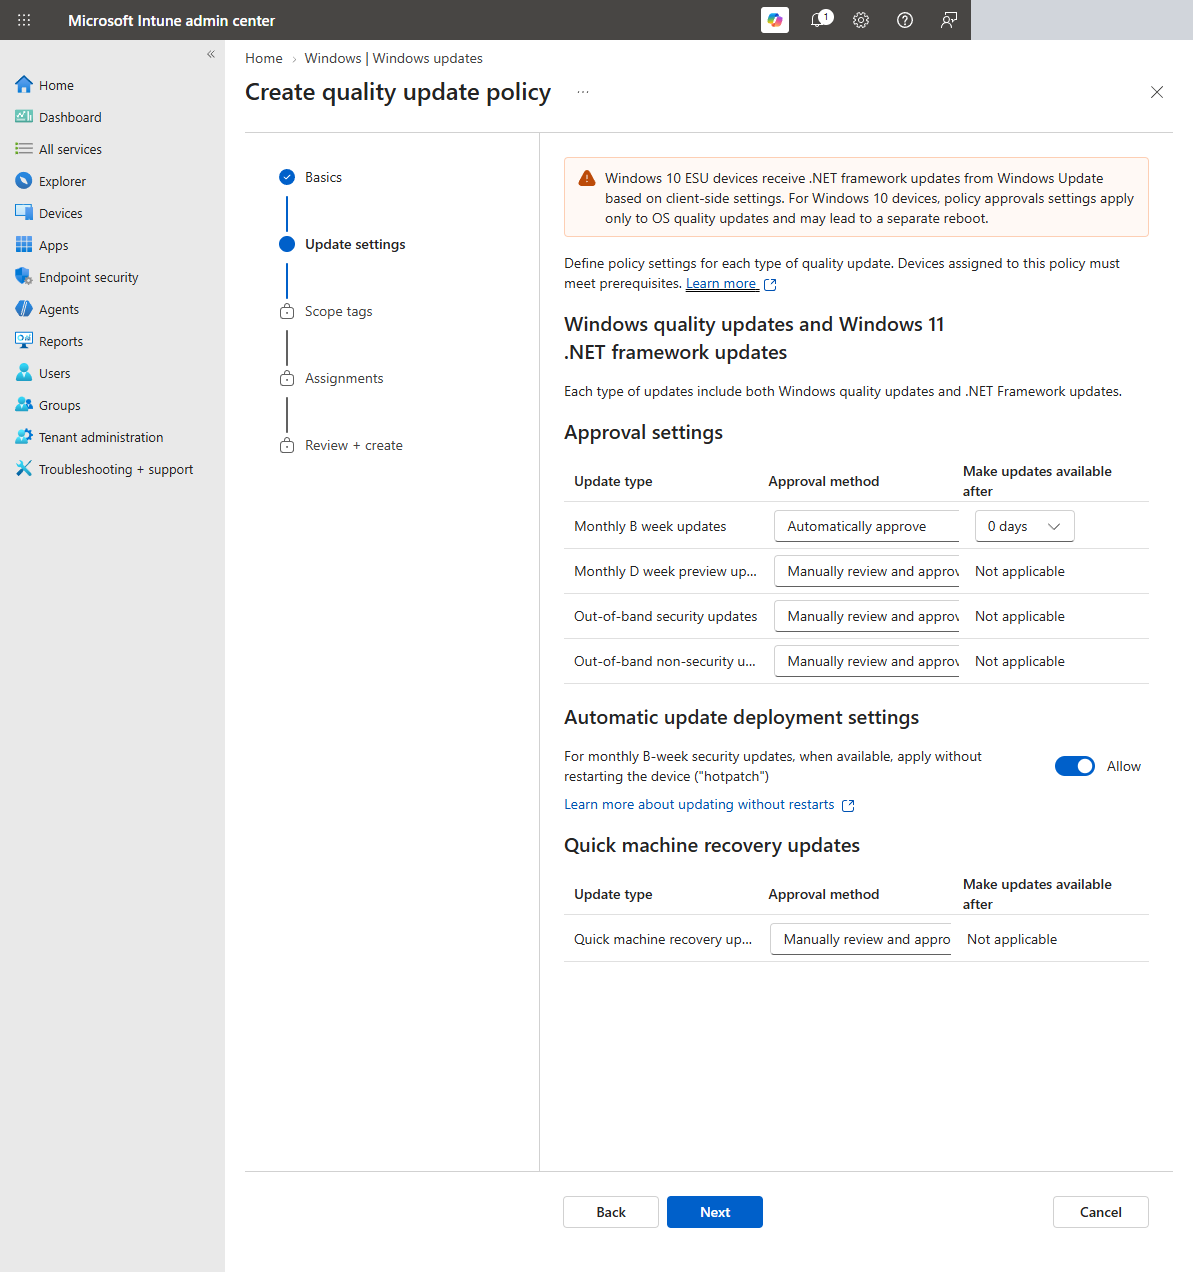 Microsoft Intune admin center
1
Home
Dashboard
All services
Explorer
Devices
Apps
Endpoint security
Agents
Reports
Users
Groups
Tenant administration
Troubleshooting + support
Home › Windows | Windows updates
Create quality update policy ...
Basics
Update settings
Scope tags
Assignments
Review + create
Windows 10 ESU devices receive .NET framework updates from Windows Update
based on client-side settings. For Windows 10 devices, policy approvals settings apply
only to OS quality updates and may lead to a separate reboot.
Define policy settings for each type of quality update. Devices assigned to this policy must
meet prerequisites. Learn more
Windows quality updates and Windows 11
.NET framework updates
Each type of updates include both Windows quality updates and .NET Framework updates.
Approval settings
Update type Approval method Make updates available
after
Monthly B week updates Automatically approve 0 days
Monthly D week preview up... Manually review and approv Not applicable
Out-of-band security updates Manually review and approv Not applicable
Out-of-band non-security u... Manually review and approv Not applicable
Automatic update deployment settings
For monthly B-week security updates, when available, apply without
restarting the device ("hotpatch") Allow
Learn more about updating without restarts
Quick machine recovery updates
Update type Approval method Make updates available
after
Quick machine recovery up... Manually review and appro Not applicable
Back Next Cancel